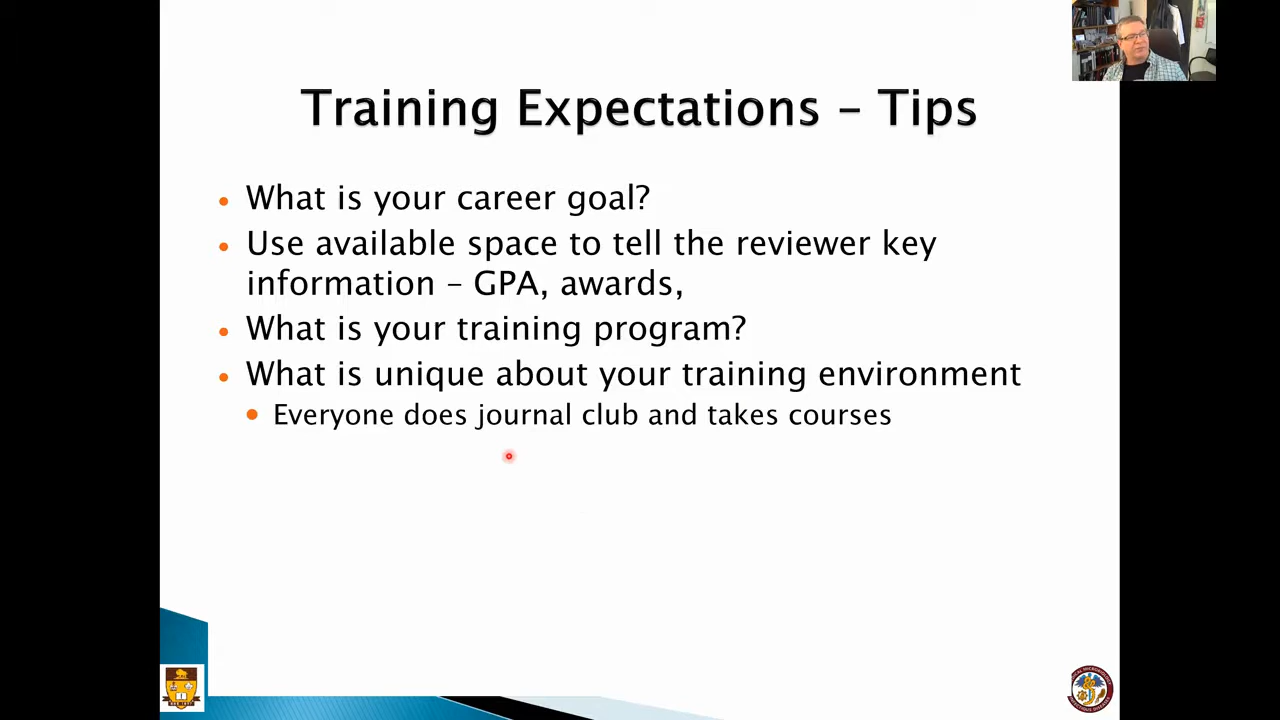 Training Expectations – Tips
• What is your career goal?
• Use available space to tell the reviewer key
information – GPA, awards,
• What is your training program?
• What is unique about your training environment
• Everyone does journal club and takes courses